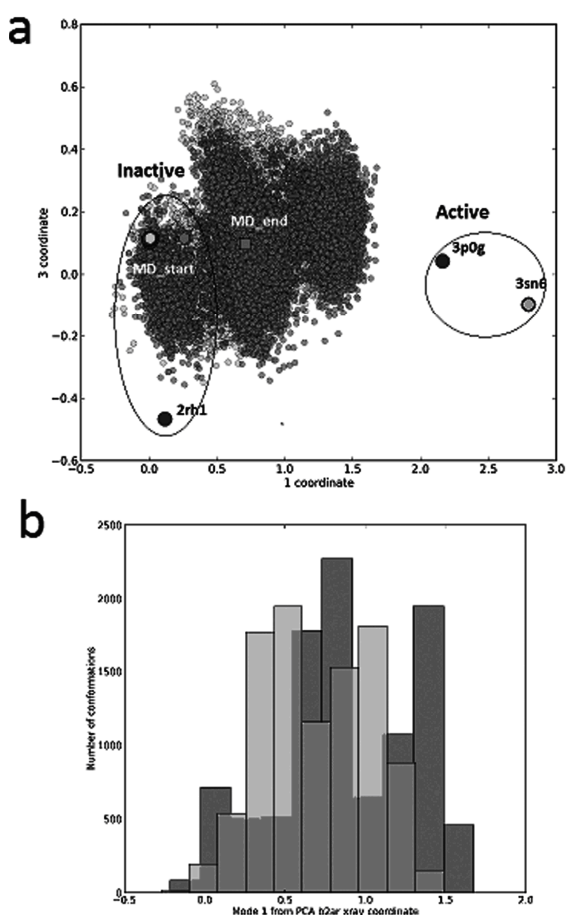 a
0.8
0.6
0.4
0.2
0.0
−0.2
−0.4
−0.6
3 coordinate
Inactive
MD_start
MD_end
2rh1
Active
3p0g
3sn6
−0.5 0.0 0.5 1.0 1.5 2.0 2.5 3.0
1 coordinate
b
2500
2000
1500
1000
500
0
Number of conformations
−0.5 0.0 0.5 1.0 1.5 2.0
Mode 1 from PCA b2ar xray coordinate